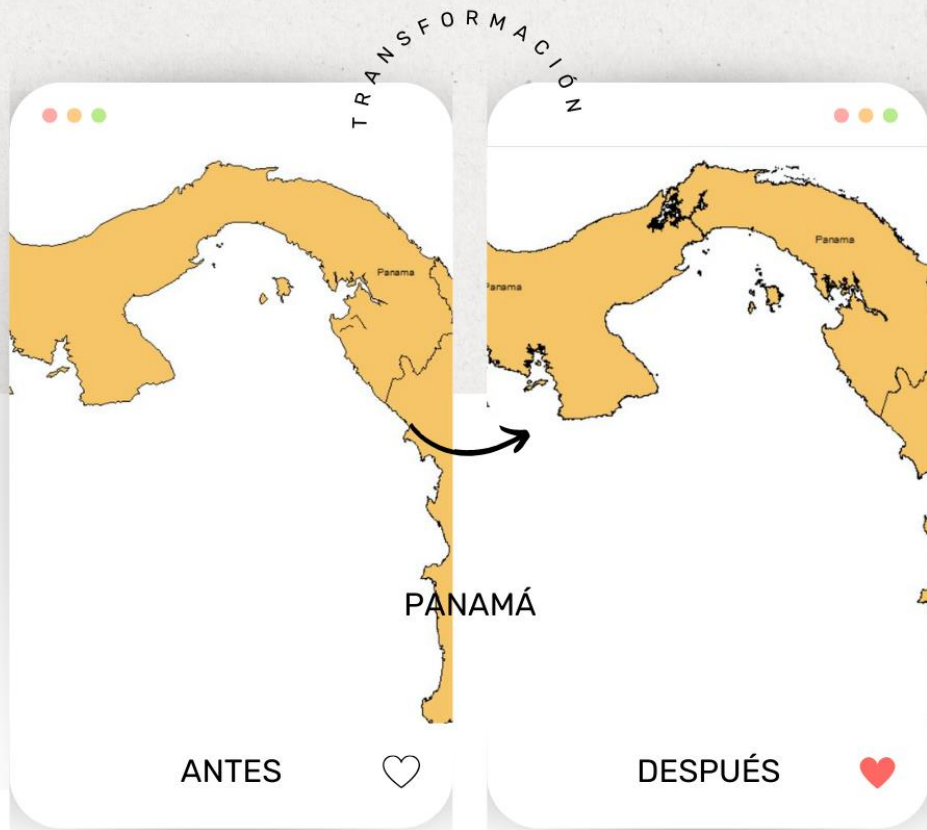 TRANSFORMACIÓN
Panama
Panama
Panama
PANAMÁ
ANTES
DESPUÉS